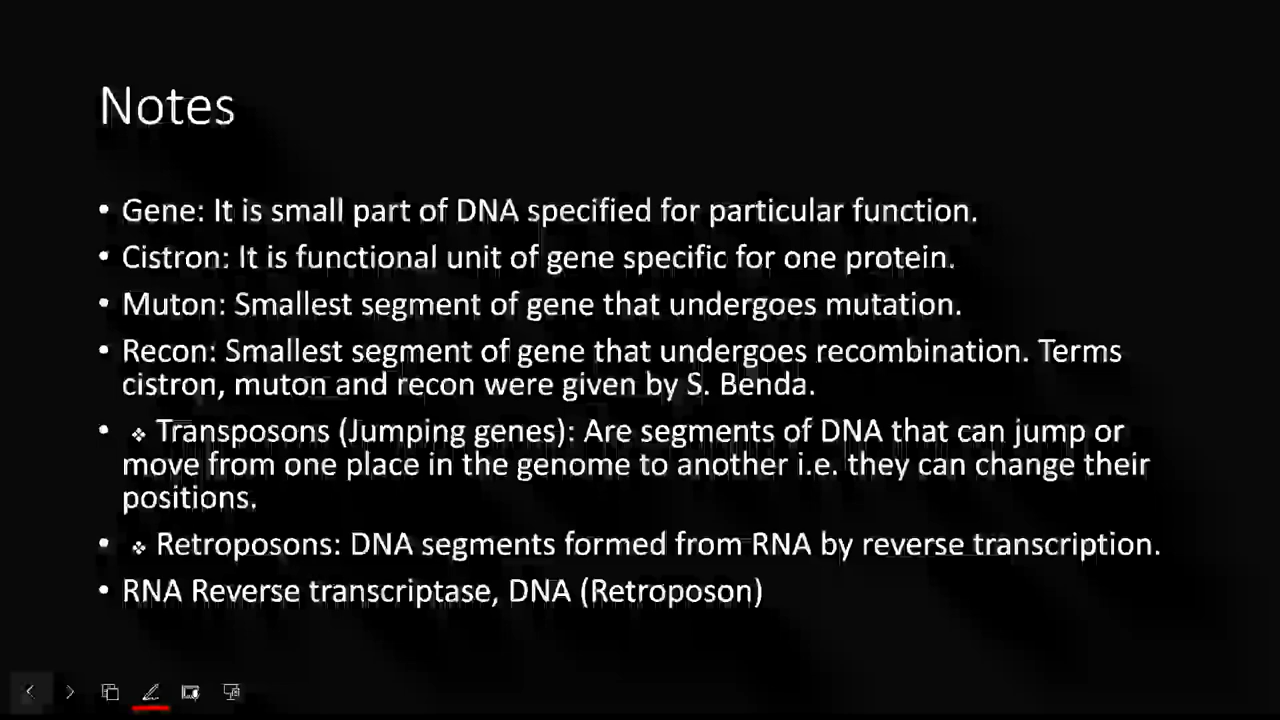 Notes
• Gene: It is small part of DNA specified for particular function.
• Cistron: It is functional unit of gene specific for one protein.
• Muton: Smallest segment of gene that undergoes mutation.
• Recon: Smallest segment of gene that undergoes recombination. Terms
cistron, muton and recon were given by S. Benda.
• ❖ Transposons (Jumping genes): Are segments of DNA that can jump or
move from one place in the genome to another i.e. they can change their
positions.
• ❖ Retroposons: DNA segments formed from RNA by reverse transcription.
• RNA Reverse transcriptase, DNA (Retroposon)